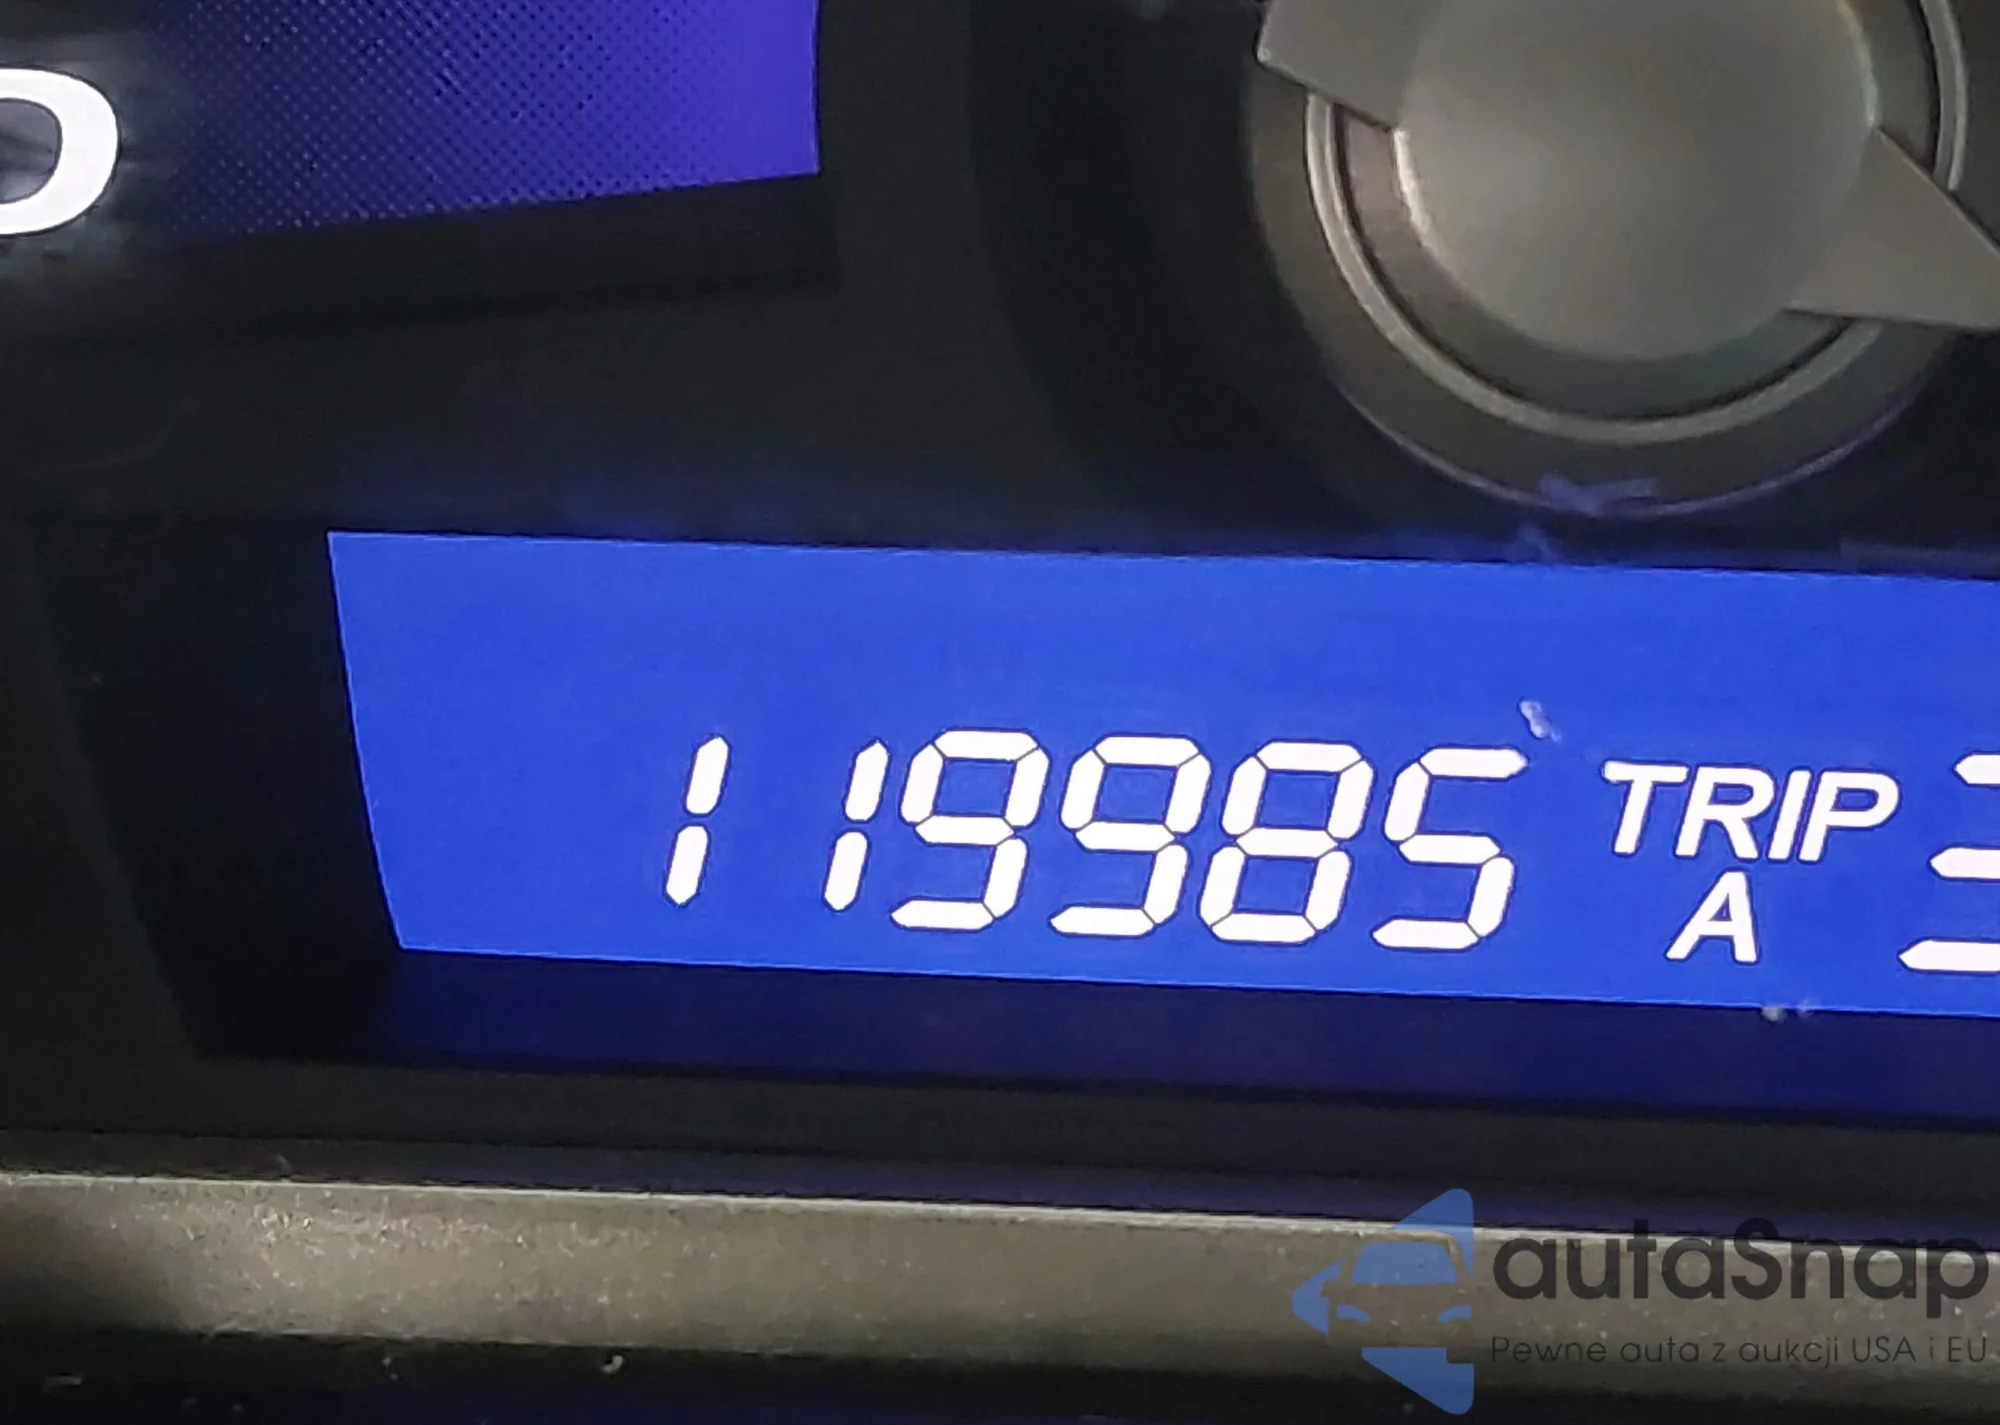 119985 TRIP
A
autaSnap
Pewne auta z aukcji USA i EU